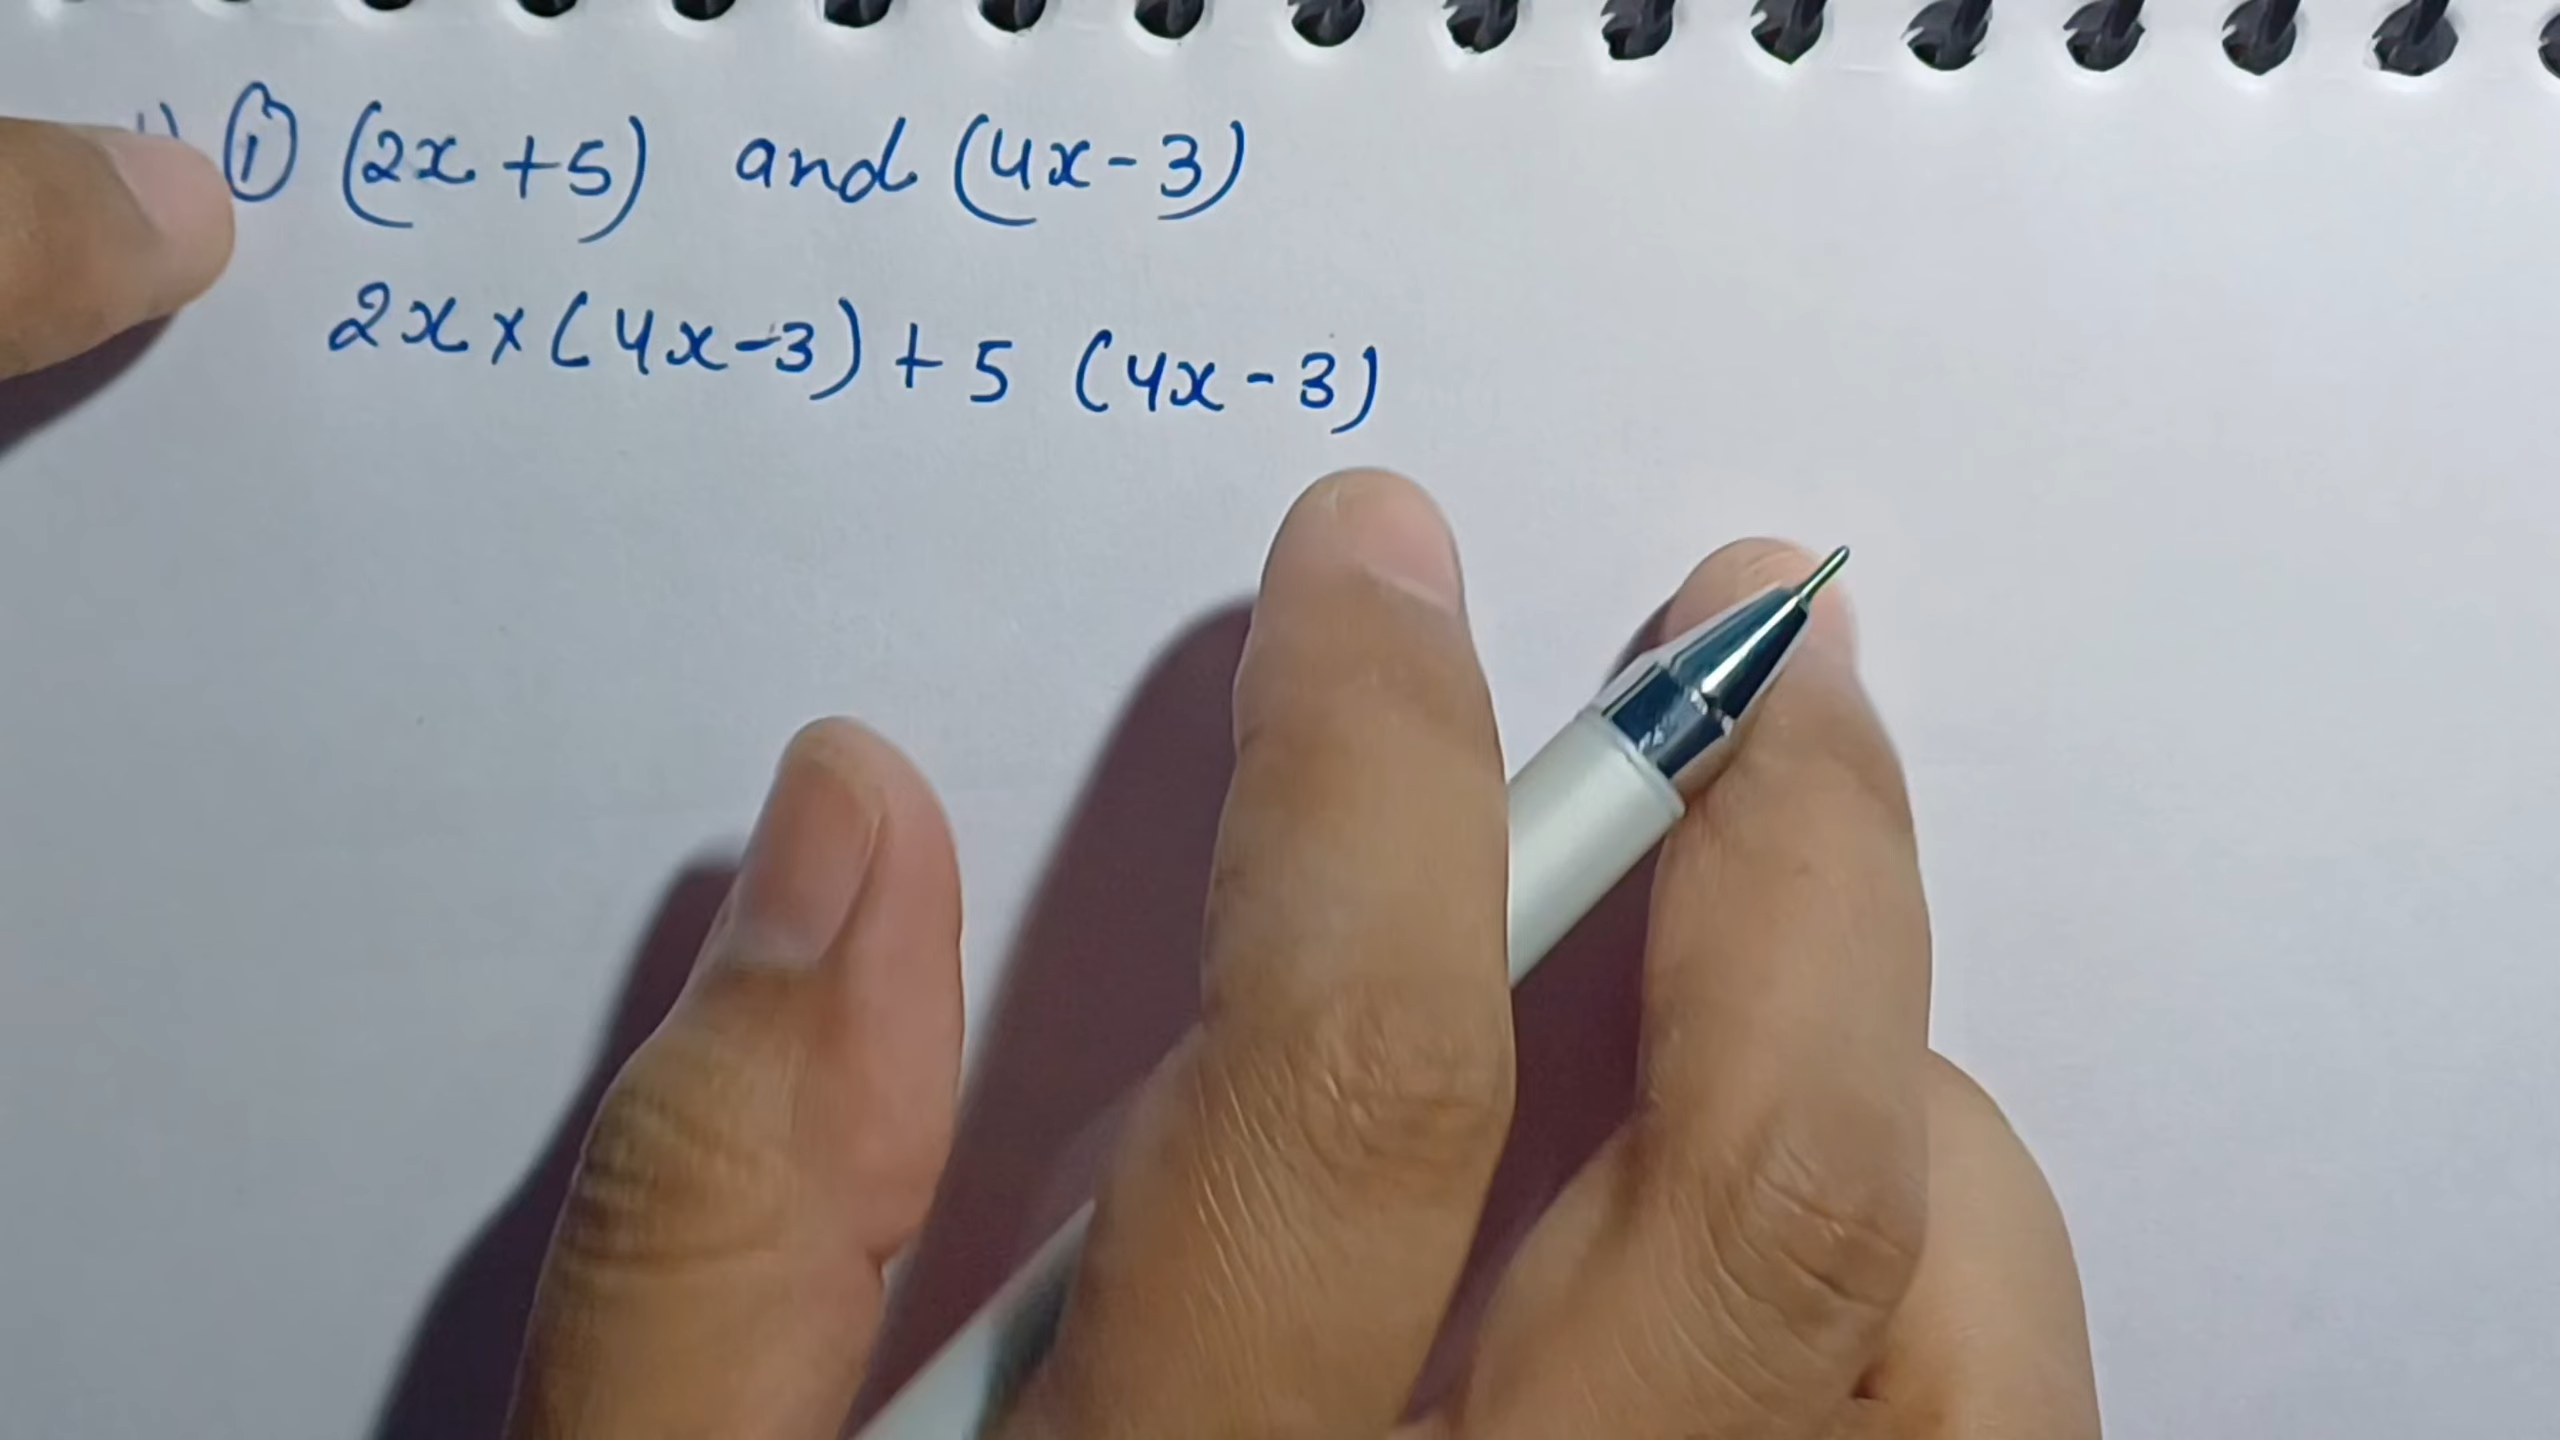 ① (2x + 5) and (4x - 3)
2x × (4x - 3) + 5 (4x - 3)